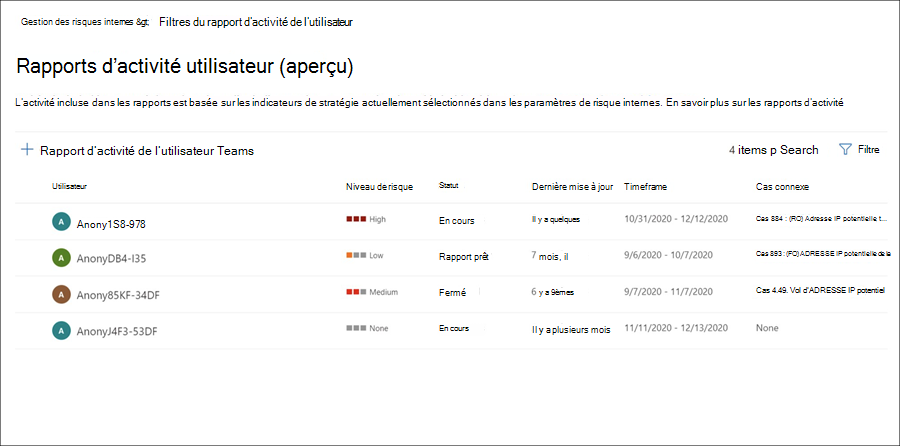 Gestion des risques internes &gt; Filtres du rapport d'activité de l'utilisateur
Rapports d'activité utilisateur (aperçu)
L'activité incluse dans les rapports est basée sur les indicateurs de stratégie actuellement sélectionnés dans les paramètres de risque internes. En savoir plus sur les rapports d'activité
+ Rapport d'activité de l'utilisateur Teams 4 items p Search Filtre
Utilisateur Niveau de risque Statut Dernière mise à jour Timeframe Cas connexe
A Anony1S8-978 High En cours Il y a quelques 10/31/2020 - 12/12/2020 Cas 884 : (RO) Adresse IP potentielle t...
A AnonyDB4-I35 Low Rapport prêt 7 mois, il 9/6/2020 - 10/7/2020 Cas 893: (FO) ADRESSE IP potentielle de la
A Anony85KF-34DF Medium Fermé 6 y a 9èmes 9/7/2020 - 11/7/2020 Cas 4.49. Vol d'ADRESSE IP potentiel
A AnonyJ4F3-53DF None En cours Il y a plusieurs mois 11/11/2020 - 12/13/2020 None